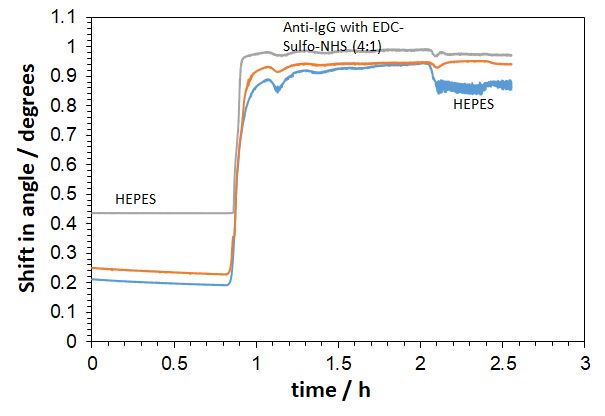 Anti-IgG with EDC-
Sulfo-NHS (4:1)
HEPES
HEPES
Shift in angle / degrees
1.1
1
0.9
0.8
0.7
0.6
0.5
0.4
0.3
0.2
0.1
0
0 0.5 1 1.5 2 2.5 3
time / h